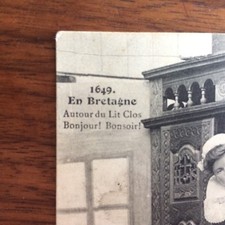 1649.
En Bretagne
Autour du Lit Clos
Bonjour! Bonsoir!